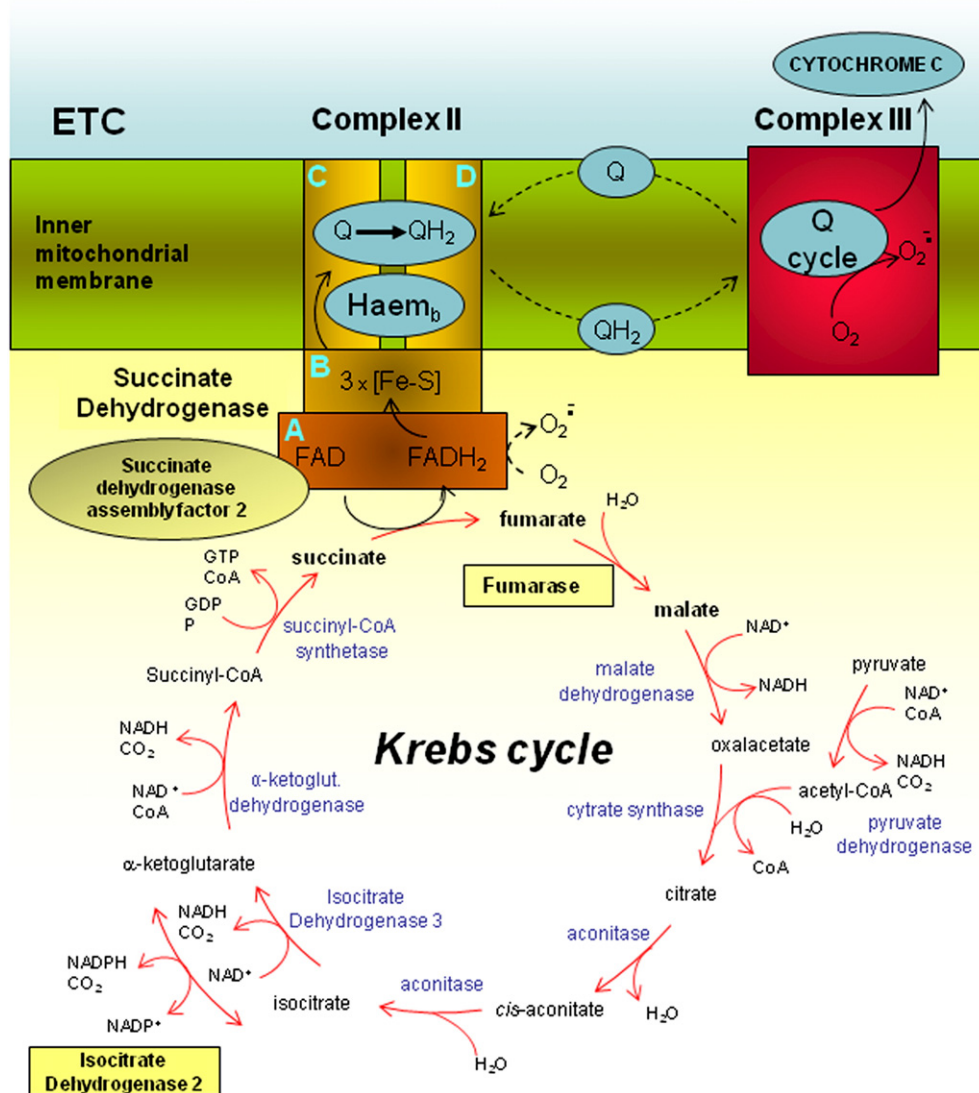 CYTOCHROME C
ETC
Complex II
Complex III
C
D
Q
Inner
mitochondrial
membrane
Q → QH₂
Q
cycle
O₂•̄
Haem_b
QH₂
O₂
B
3 x [Fe-S]
Succinate
Dehydrogenase
A
FAD
FADH₂
O₂•̄
O₂
Succinate
dehydrogenase
assembly factor 2
H₂O
fumarate
succinate
GTP
CoA
GDP
P
Fumarase
malate
succinyl-CoA
synthetase
NAD⁺
malate
dehydrogenase
NADH
pyruvate
Succinyl-CoA
NAD⁺
CoA
NADH
CO₂
Krebs cycle
oxalacetate
NADH
CO₂
α-ketoglut.
dehydrogenase
NAD⁺
CoA
acetyl-CoA
cytrate synthase
H₂O
pyruvate
dehydrogenase
CoA
α-ketoglutarate
citrate
Isocitrate
Dehydrogenase 3
NADH
CO₂
aconitase
NADPH
CO₂
NAD⁺
aconitase
isocitrate
cis-aconitate
H₂O
NADP⁺
H₂O
Isocitrate
Dehydrogenase 2